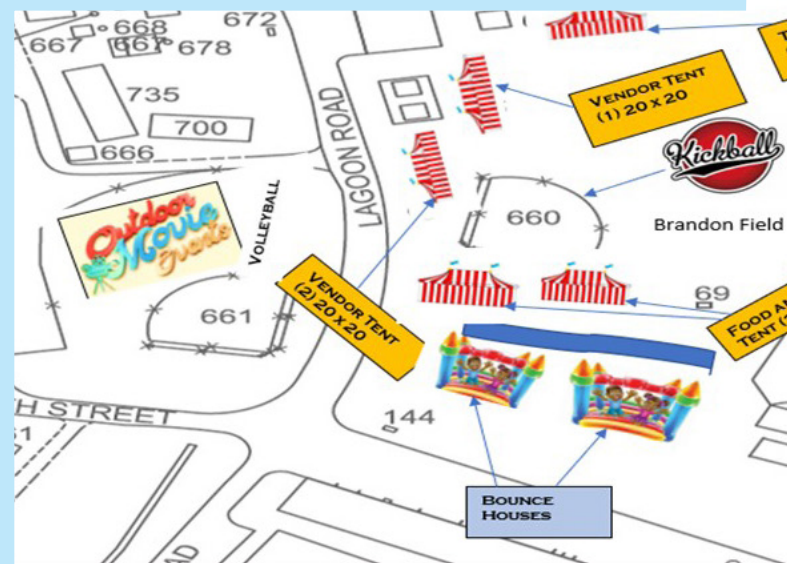 672
668
667
667
678
735
700
666
LAGOON ROAD
VENDOR TENT
(1) 20 X 20
Kickball
Brandon Field
660
Outdoor
Movie
Events
VOLLEYBALL
VENDOR TENT
(2) 20 X 20
661
69
FOOD
TENT
144
H STREET
BOUNCE
HOUSES